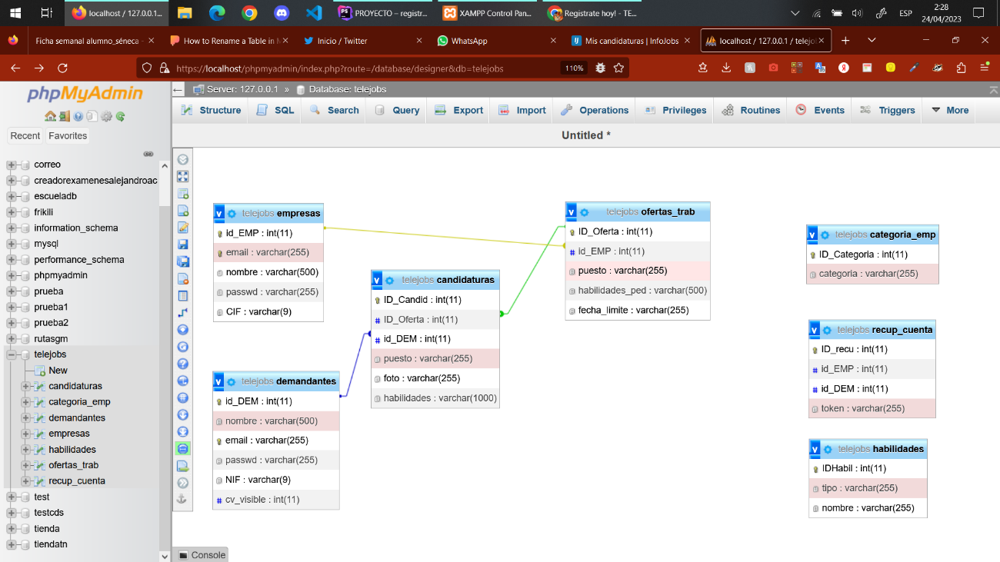 localhost / 127.0.0.1...
PROYECTO – registr...
XAMPP Control Pan...
Registrate hoy! - TE...
ESP
2:28
24/04/2023
Ficha semanal alumno_séneca -
How to Rename a Table in M
Inicio / Twitter
WhatsApp
Mis candidaturas | InfoJobs
localhost / 127.0.0.1 / telejob
https://localhost/phpmyadmin/index.php?route=/database/designer&db=telejobs
110%
phpMyAdmin
Recent
Favorites
Server: 127.0.0.1 » Database: telejobs
Structure
SQL
Search
Query
Export
Import
Operations
Privileges
Routines
Events
Triggers
More
Untitled *
correo
creadorexamenesalejandroac
escueladb
frikili
information_schema
mysql
performance_schema
phpmyadmin
prueba
prueba1
prueba2
rutasgm
telejobs
New
candidaturas
categoria_emp
demandantes
empresas
habilidades
ofertas_trab
recup_cuenta
test
testcds
tienda
tiendatn
telejobs empresas
id_EMP : int(11)
email : varchar(255)
nombre : varchar(500)
passwd : varchar(255)
CIF : varchar(9)
telejobs demandantes
id_DEM : int(11)
nombre : varchar(500)
email : varchar(255)
passwd : varchar(255)
NIF : varchar(9)
cv_visible : int(11)
telejobs candidaturas
ID_Candid : int(11)
ID_Oferta : int(11)
id_DEM : int(11)
puesto : varchar(255)
foto : varchar(255)
habilidades : varchar(1000)
telejobs ofertas_trab
ID_Oferta : int(11)
id_EMP : int(11)
puesto : varchar(255)
habilidades_ped : varchar(500)
fecha_limite : varchar(255)
telejobs categoria_emp
ID_Categoria : int(11)
categoria : varchar(255)
telejobs recup_cuenta
ID_recu : int(11)
id_EMP : int(11)
id_DEM : int(11)
token : varchar(255)
telejobs habilidades
IDHabil : int(11)
tipo : varchar(255)
nombre : varchar(255)
Console